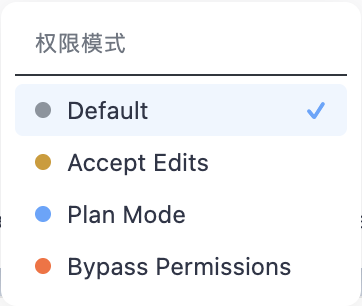 权限模式
Default
Accept Edits
Plan Mode
Bypass Permissions